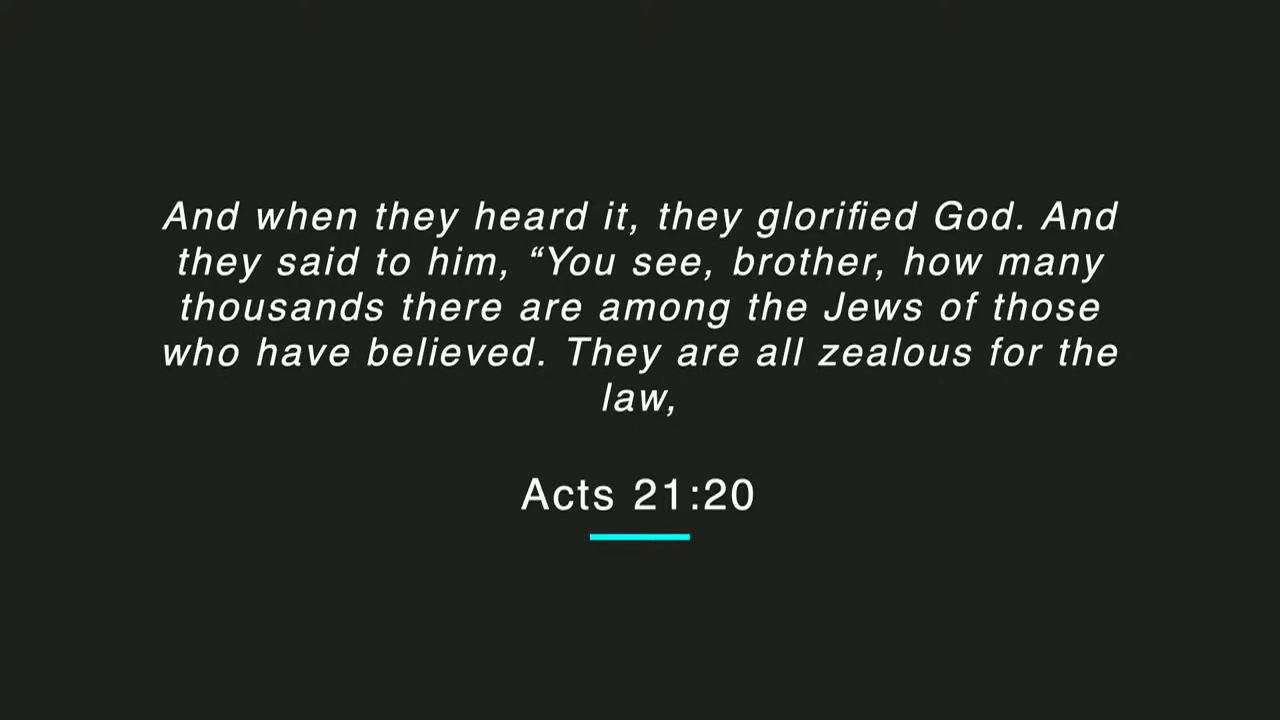 And when they heard it, they glorified God. And
they said to him, “You see, brother, how many
thousands there are among the Jews of those
who have believed. They are all zealous for the
law,
Acts 21:20